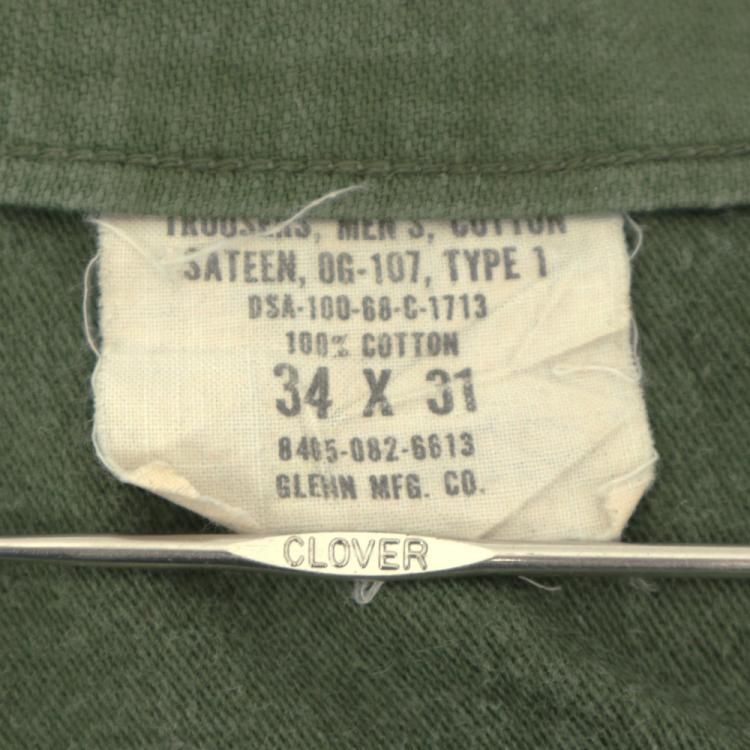 TROUSERS, MEN'S, COTTON
SATEEN, OG-107, TYPE 1
DSA-100-68-C-1713
100% COTTON
34 X 31
8405-082-6613
GLENN MFG. CO.
CLOVER